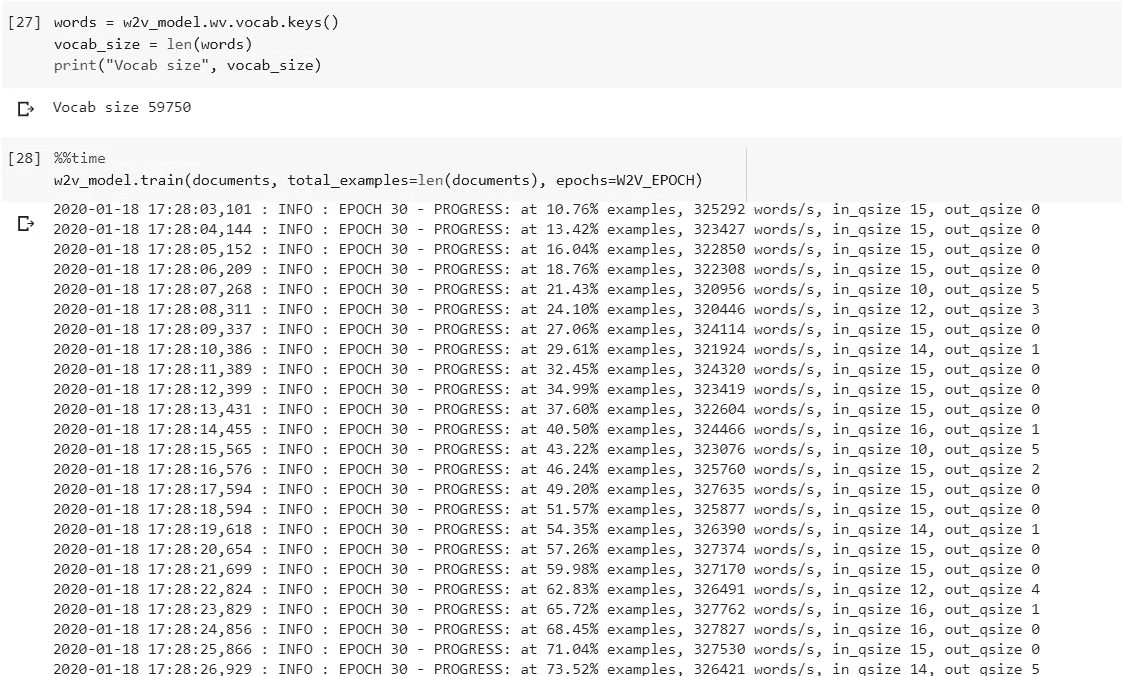 [27] words = w2v_model.wv.vocab.keys()
vocab_size = len(words)
print("Vocab size", vocab_size)
Vocab size 59750
[28] %%time
w2v_model.train(documents, total_examples=len(documents), epochs=W2V_EPOCH)
2020-01-18 17:28:03,101 : INFO : EPOCH 30 - PROGRESS: at 10.76% examples, 325292 words/s, in_qsize 15, out_qsize 0
2020-01-18 17:28:04,144 : INFO : EPOCH 30 - PROGRESS: at 13.42% examples, 323427 words/s, in_qsize 15, out_qsize 0
2020-01-18 17:28:05,152 : INFO : EPOCH 30 - PROGRESS: at 16.04% examples, 322850 words/s, in_qsize 15, out_qsize 0
2020-01-18 17:28:06,209 : INFO : EPOCH 30 - PROGRESS: at 18.76% examples, 322308 words/s, in_qsize 15, out_qsize 0
2020-01-18 17:28:07,268 : INFO : EPOCH 30 - PROGRESS: at 21.43% examples, 320956 words/s, in_qsize 10, out_qsize 5
2020-01-18 17:28:08,311 : INFO : EPOCH 30 - PROGRESS: at 24.10% examples, 320446 words/s, in_qsize 12, out_qsize 3
2020-01-18 17:28:09,337 : INFO : EPOCH 30 - PROGRESS: at 27.06% examples, 324114 words/s, in_qsize 15, out_qsize 0
2020-01-18 17:28:10,386 : INFO : EPOCH 30 - PROGRESS: at 29.61% examples, 321924 words/s, in_qsize 14, out_qsize 1
2020-01-18 17:28:11,389 : INFO : EPOCH 30 - PROGRESS: at 32.45% examples, 324320 words/s, in_qsize 15, out_qsize 0
2020-01-18 17:28:12,399 : INFO : EPOCH 30 - PROGRESS: at 34.99% examples, 323419 words/s, in_qsize 15, out_qsize 0
2020-01-18 17:28:13,431 : INFO : EPOCH 30 - PROGRESS: at 37.60% examples, 322604 words/s, in_qsize 15, out_qsize 0
2020-01-18 17:28:14,455 : INFO : EPOCH 30 - PROGRESS: at 40.50% examples, 324466 words/s, in_qsize 16, out_qsize 1
2020-01-18 17:28:15,565 : INFO : EPOCH 30 - PROGRESS: at 43.22% examples, 323076 words/s, in_qsize 10, out_qsize 5
2020-01-18 17:28:16,576 : INFO : EPOCH 30 - PROGRESS: at 46.24% examples, 325760 words/s, in_qsize 15, out_qsize 2
2020-01-18 17:28:17,594 : INFO : EPOCH 30 - PROGRESS: at 49.20% examples, 327635 words/s, in_qsize 15, out_qsize 0
2020-01-18 17:28:18,594 : INFO : EPOCH 30 - PROGRESS: at 51.57% examples, 325877 words/s, in_qsize 15, out_qsize 0
2020-01-18 17:28:19,618 : INFO : EPOCH 30 - PROGRESS: at 54.35% examples, 326390 words/s, in_qsize 14, out_qsize 1
2020-01-18 17:28:20,654 : INFO : EPOCH 30 - PROGRESS: at 57.26% examples, 327374 words/s, in_qsize 15, out_qsize 0
2020-01-18 17:28:21,699 : INFO : EPOCH 30 - PROGRESS: at 59.98% examples, 327170 words/s, in_qsize 15, out_qsize 0
2020-01-18 17:28:22,824 : INFO : EPOCH 30 - PROGRESS: at 62.83% examples, 326491 words/s, in_qsize 12, out_qsize 4
2020-01-18 17:28:23,829 : INFO : EPOCH 30 - PROGRESS: at 65.72% examples, 327762 words/s, in_qsize 16, out_qsize 1
2020-01-18 17:28:24,856 : INFO : EPOCH 30 - PROGRESS: at 68.45% examples, 327827 words/s, in_qsize 16, out_qsize 0
2020-01-18 17:28:25,866 : INFO : EPOCH 30 - PROGRESS: at 71.04% examples, 327530 words/s, in_qsize 15, out_qsize 0
2020-01-18 17:28:26,929 : INFO : EPOCH 30 - PROGRESS: at 73.52% examples, 326421 words/s, in_qsize 14, out_qsize 5